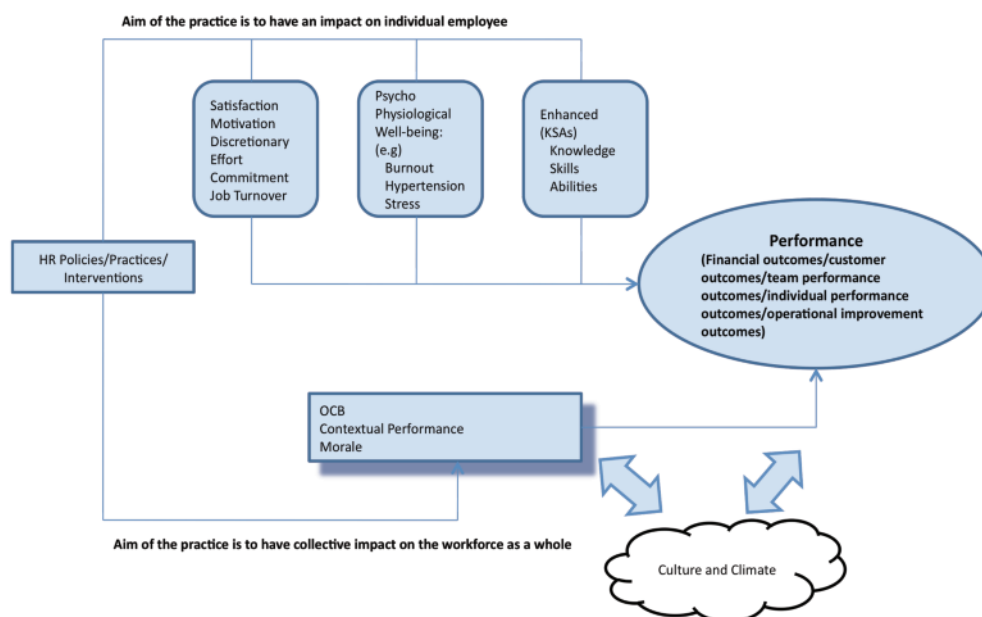 Aim of the practice is to have an impact on individual employee
Satisfaction
Motivation
Discretionary
Effort
Commitment
Job Turnover
Psycho
Physiological
Well-being:
(e.g)
Burnout
Hypertension
Stress
Enhanced
(KSAs)
Knowledge
Skills
Abilities
HR Policies/Practices/
Interventions
Performance
(Financial outcomes/customer
outcomes/team performance
outcomes/individual performance
outcomes/operational improvement
outcomes)
OCB
Contextual Performance
Morale
Aim of the practice is to have collective impact on the workforce as a whole
Culture and Climate